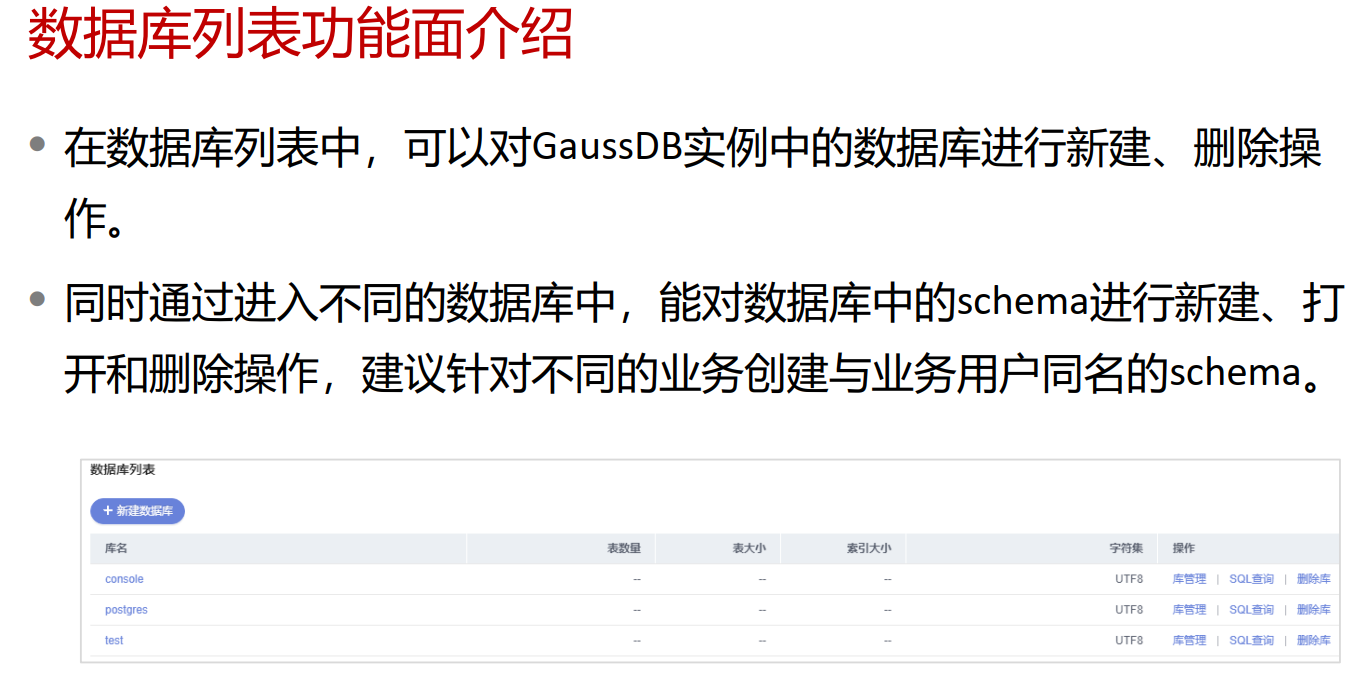 数据库列表功能面介绍
在数据库列表中，可以对GaussDB实例中的数据库进行新建、删除操
作。
同时通过进入不同的数据库中，能对数据库中的schema进行新建、打
开和删除操作，建议针对不同的业务创建与业务用户同名的schema。
数据库列表
+ 新建数据库
库名 表数量 表大小 索引大小 字符集 操作
console -- -- -- UTF8 库管理 | SQL查询 | 删除库
postgres -- -- -- UTF8 库管理 | SQL查询 | 删除库
test -- -- -- UTF8 库管理 | SQL查询 | 删除库